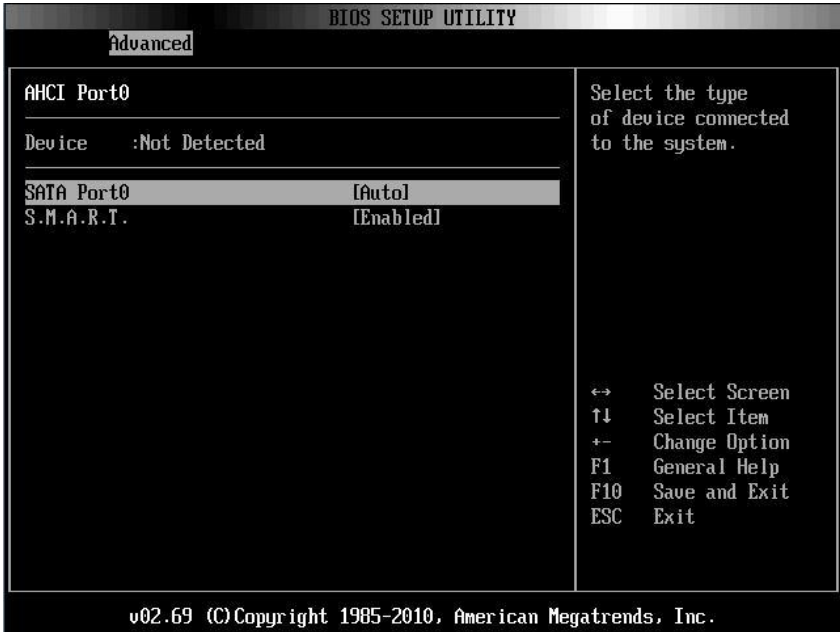 BIOS SETUP UTILITY
Advanced
AHCI Port0
Device :Not Detected
SATA Port0 [Auto]
S.M.A.R.T. [Enabled]
Select the type
of device connected
to the system.
↔ Select Screen
↑↓ Select Item
+- Change Option
F1 General Help
F10 Save and Exit
ESC Exit
v02.69 (C)Copyright 1985-2010, American Megatrends, Inc.